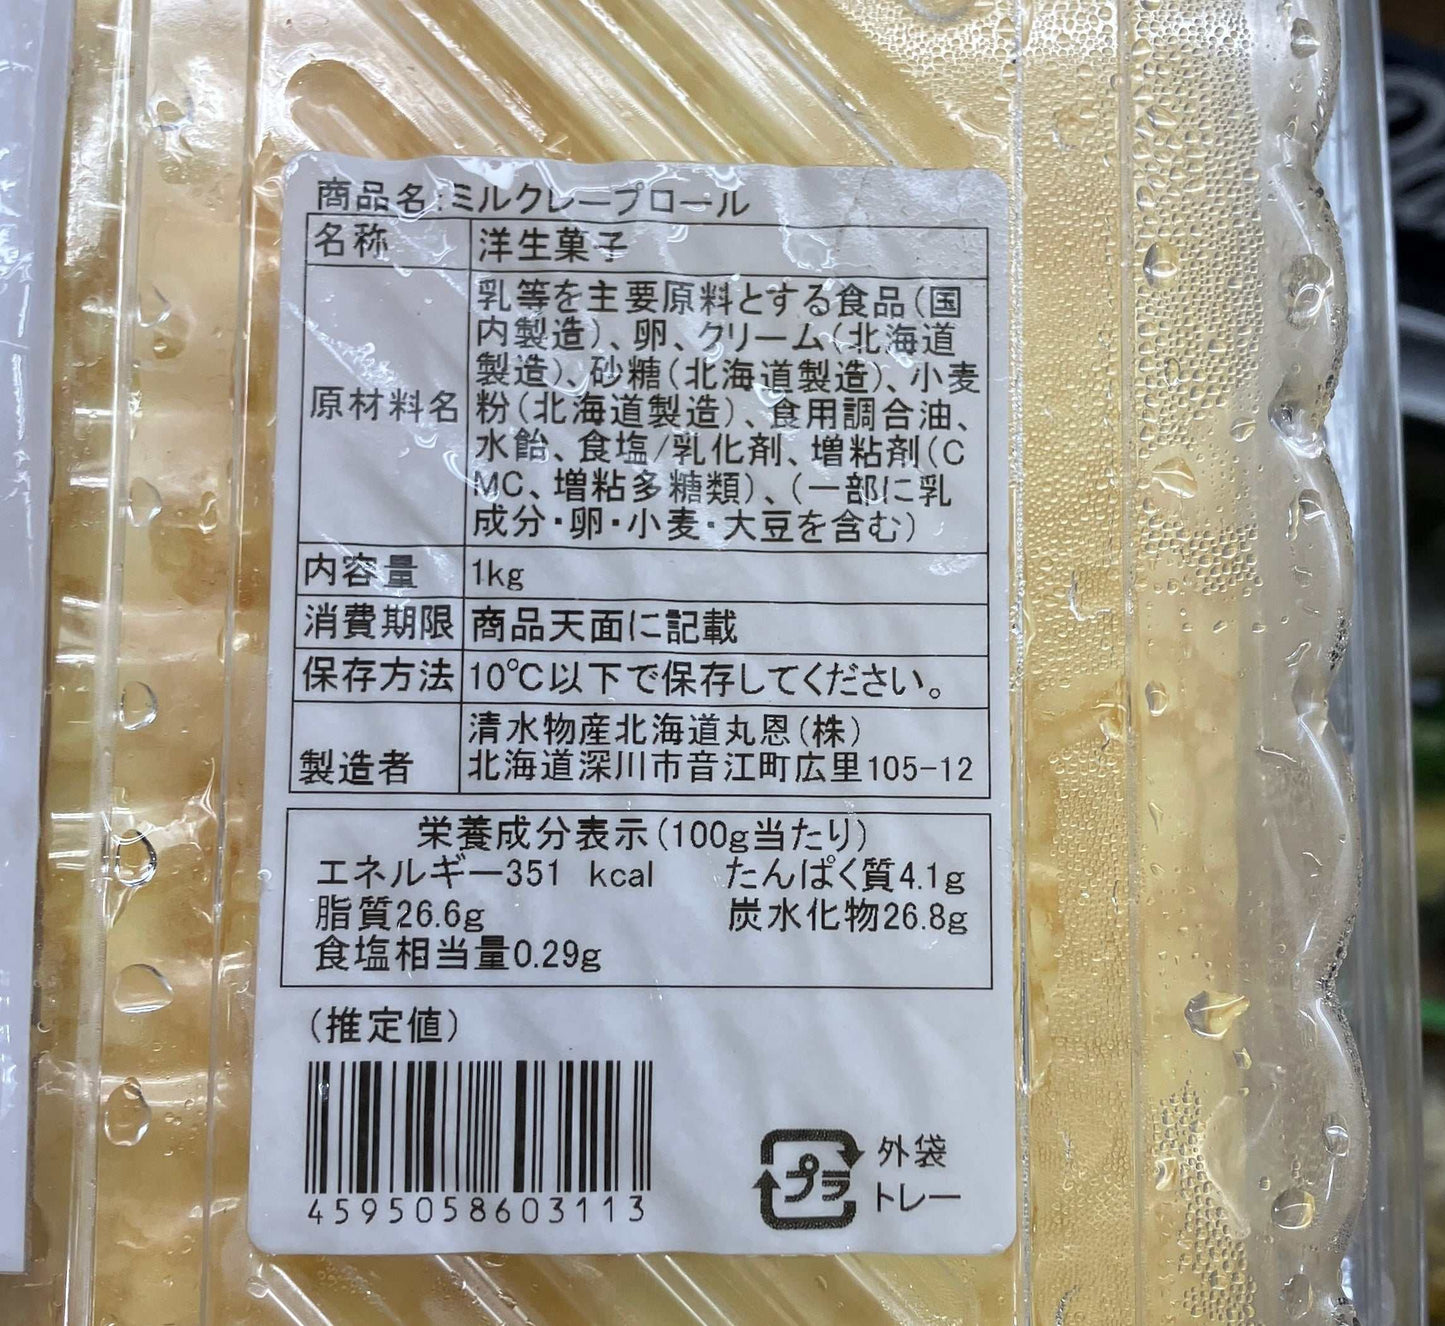 商品名:ミルクレープロール
名称 洋生菓子
原材料名 乳等を主要原料とする食品(国
内製造)、卵、クリーム(北海道
製造)、砂糖(北海道製造)、小麦
粉(北海道製造)、食用調合油、
水飴、食塩/乳化剤、増粘剤(C
MC、増粘多糖類)、(一部に乳
成分・卵・小麦・大豆を含む)
内容量 1kg
消費期限 商品天面に記載
保存方法 10℃以下で保存してください。
製造者 清水物産北海道丸恩(株)
北海道深川市音江町広里105-12
栄養成分表示(100g当たり)
エネルギー351 kcal たんぱく質4.1g
脂質26.6g 炭水化物26.8g
食塩相当量0.29g
(推定値)
4595058603113
プラ 外袋
トレー